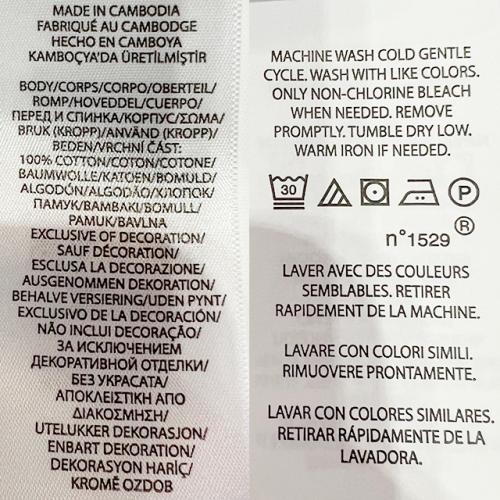 MADE IN CAMBODIA
FABRIQUÉ AU CAMBODGE
HECHO EN CAMBOYA
KAMBOÇYA'DA ÜRETİLMİŞTİR
BODY/CORPS/CORPO/OBERTEIL/
ROMP/HOVEDDEL/CUERPO/
ПЕРЕД И СПИНКА/КОРПУС/ΣΩΜΑ/
BRUK (KROPP)/ANVÄND (KROPP)/
BEDEN/VRCHNÍ ČÁST:
100% COTTON/COTON/COTONE/
BAUMWOLLE/KATOEN/BOMULD/
ALGODÓN/ALGODÃO/ХЛОПОК/
ПАМУК/ΒΑΜΒΑΚΙ/BOMULL/
PAMUK/BAVLNA
EXCLUSIVE OF DECORATION/
SAUF DÉCORATION/
ESCLUSA LA DECORAZIONE/
AUSGENOMMEN DEKORATION/
BEHALVE VERSIERING/UDEN PYNT/
EXCLUSIVO DE LA DECORACIÓN/
NÃO INCLUI DECORAÇÃO/
ЗА ИСКЛЮЧЕНИЕМ
ДЕКОРАТИВНОЙ ОТДЕЛКИ/
БЕЗ УКРАСАТА/
ΑΠΟΚΛΕΙΣΤΙΚΗ ΑΠΟ
ΔΙΑΚΟΣΜΗΣΗ/
UTELUKKER DEKORASJON/
ENBART DEKORATION/
DEKORASYON HARİÇ/
KROMĚ OZDOB
MACHINE WASH COLD GENTLE
CYCLE. WASH WITH LIKE COLORS.
ONLY NON-CHLORINE BLEACH
WHEN NEEDED. REMOVE
PROMPTLY. TUMBLE DRY LOW.
WARM IRON IF NEEDED.
30 P
n°1529 ®
LAVER AVEC DES COULEURS
SEMBLABLES. RETIRER
RAPIDEMENT DE LA MACHINE.
LAVARE CON COLORI SIMILI.
RIMUOVERE PRONTAMENTE.
LAVAR CON COLORES SIMILARES.
RETIRAR RÁPIDAMENTE DE LA
LAVADORA.